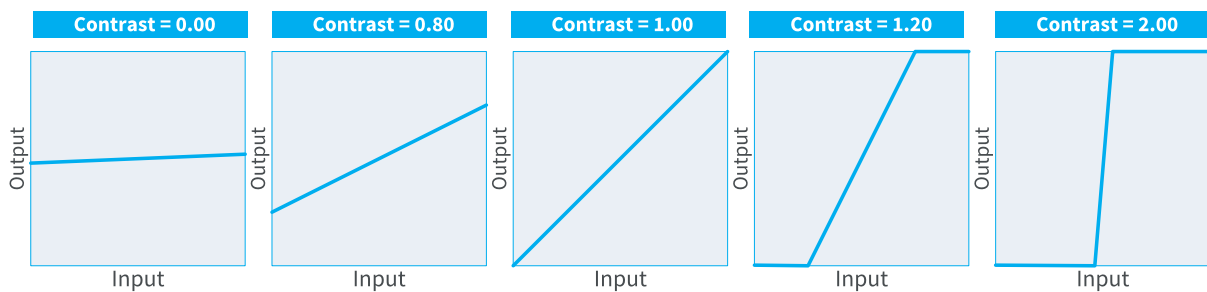 Contrast = 0.00
Contrast = 0.80
Contrast = 1.00
Contrast = 1.20
Contrast = 2.00
Output
Output
Output
Output
Output
Input
Input
Input
Input
Input